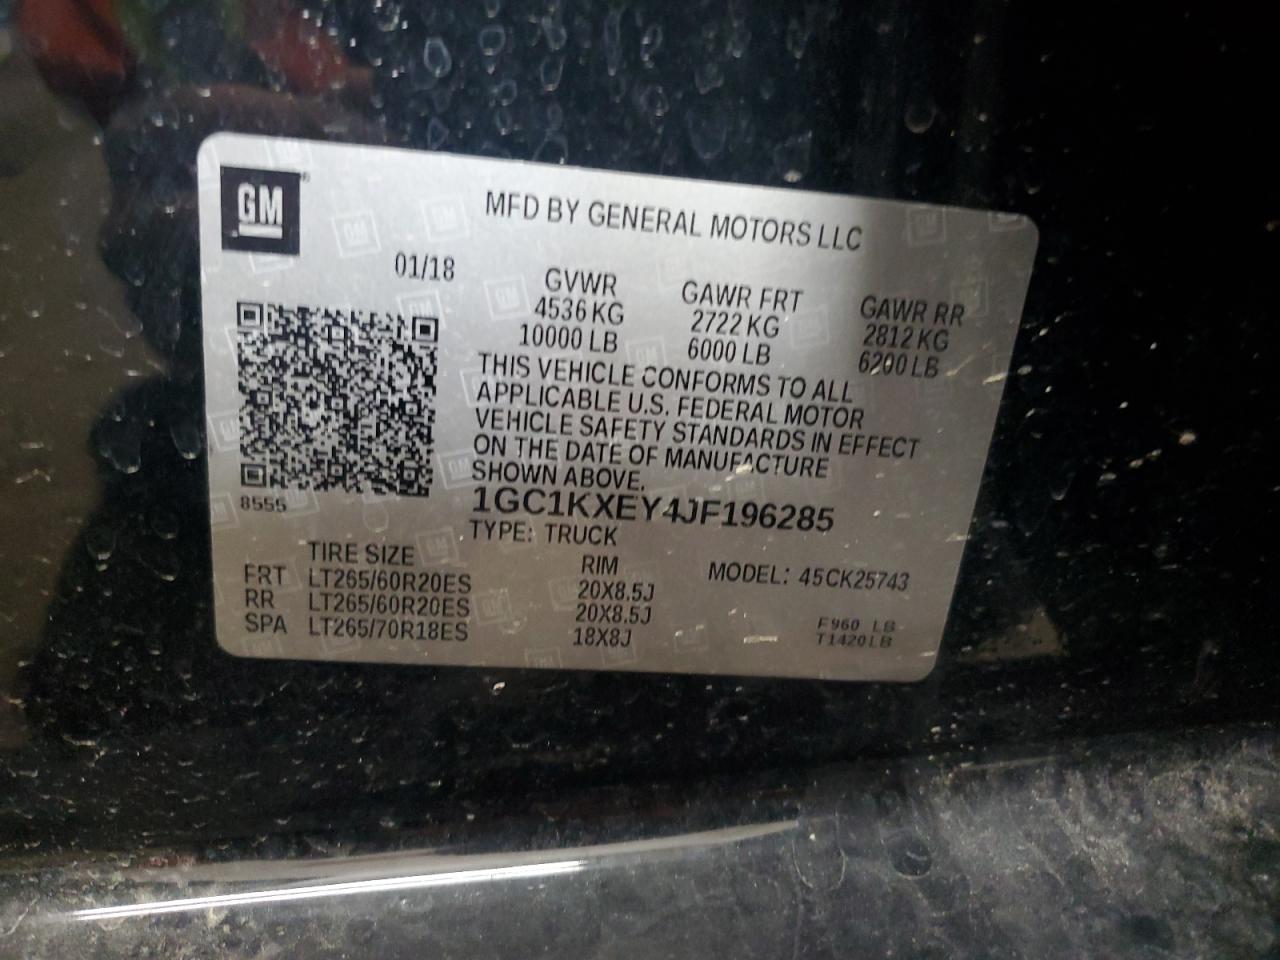 GM
MFD BY GENERAL MOTORS LLC
01/18
GVWR GAWR FRT GAWR RR
4536 KG 2722 KG 2812 KG
10000 LB 6000 LB 6200 LB
THIS VEHICLE CONFORMS TO ALL
APPLICABLE U.S. FEDERAL MOTOR
VEHICLE SAFETY STANDARDS IN EFFECT
ON THE DATE OF MANUFACTURE
SHOWN ABOVE.
8555
1GC1KXEY4JF196285
TYPE: TRUCK
TIRE SIZE RIM MODEL: 45CK25743
FRT LT265/60R20ES 20X8.5J
RR LT265/60R20ES 20X8.5J
SPA LT265/70R18ES 18X8J
F960 LB
T1420LB